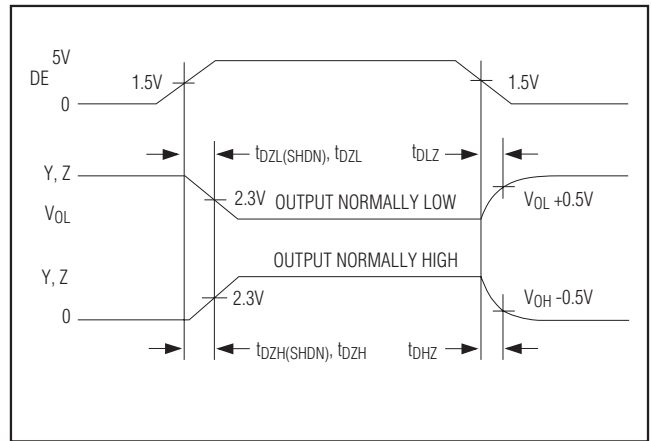 5V
DE
1.5V
1.5V
0
tDZL(SHDN), tDZL
tDLZ
Y, Z
2.3V
OUTPUT NORMALLY LOW
VOL +0.5V
VOL
OUTPUT NORMALLY HIGH
Y, Z
2.3V
VOH -0.5V
0
tDZH(SHDN), tDZH
tDHZ